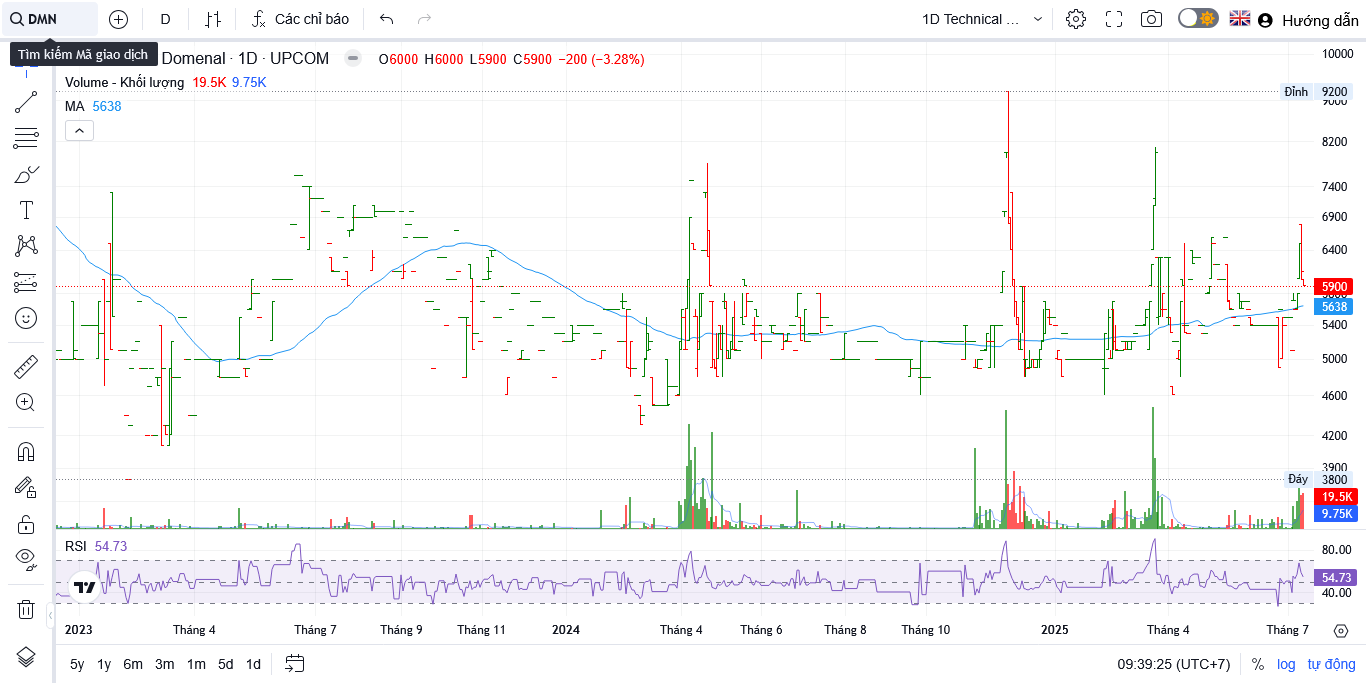 DMN
D
Các chỉ báo
1D Technical ...
Hướng dẫn
Tìm kiếm Mã giao dịch
Domenal · 1D · UPCOM
O6000 H6000 L5900 C5900 −200 (−3.28%)
Volume - Khối lượng 19.5K 9.75K
MA 5638
10000
Đỉnh 9200
9000
8200
7400
6900
6400
5900
5800
5638
5400
5000
4600
4200
3900
Đáy 3800
19.5K
9.75K
RSI 54.73
80.00
54.73
40.00
2023 Tháng 4 Tháng 7 Tháng 9 Tháng 11 2024 Tháng 4 Tháng 6 Tháng 8 Tháng 10 2025 Tháng 4 Tháng 7
5y 1y 6m 3m 1m 5d 1d
09:39:25 (UTC+7) % log tự động